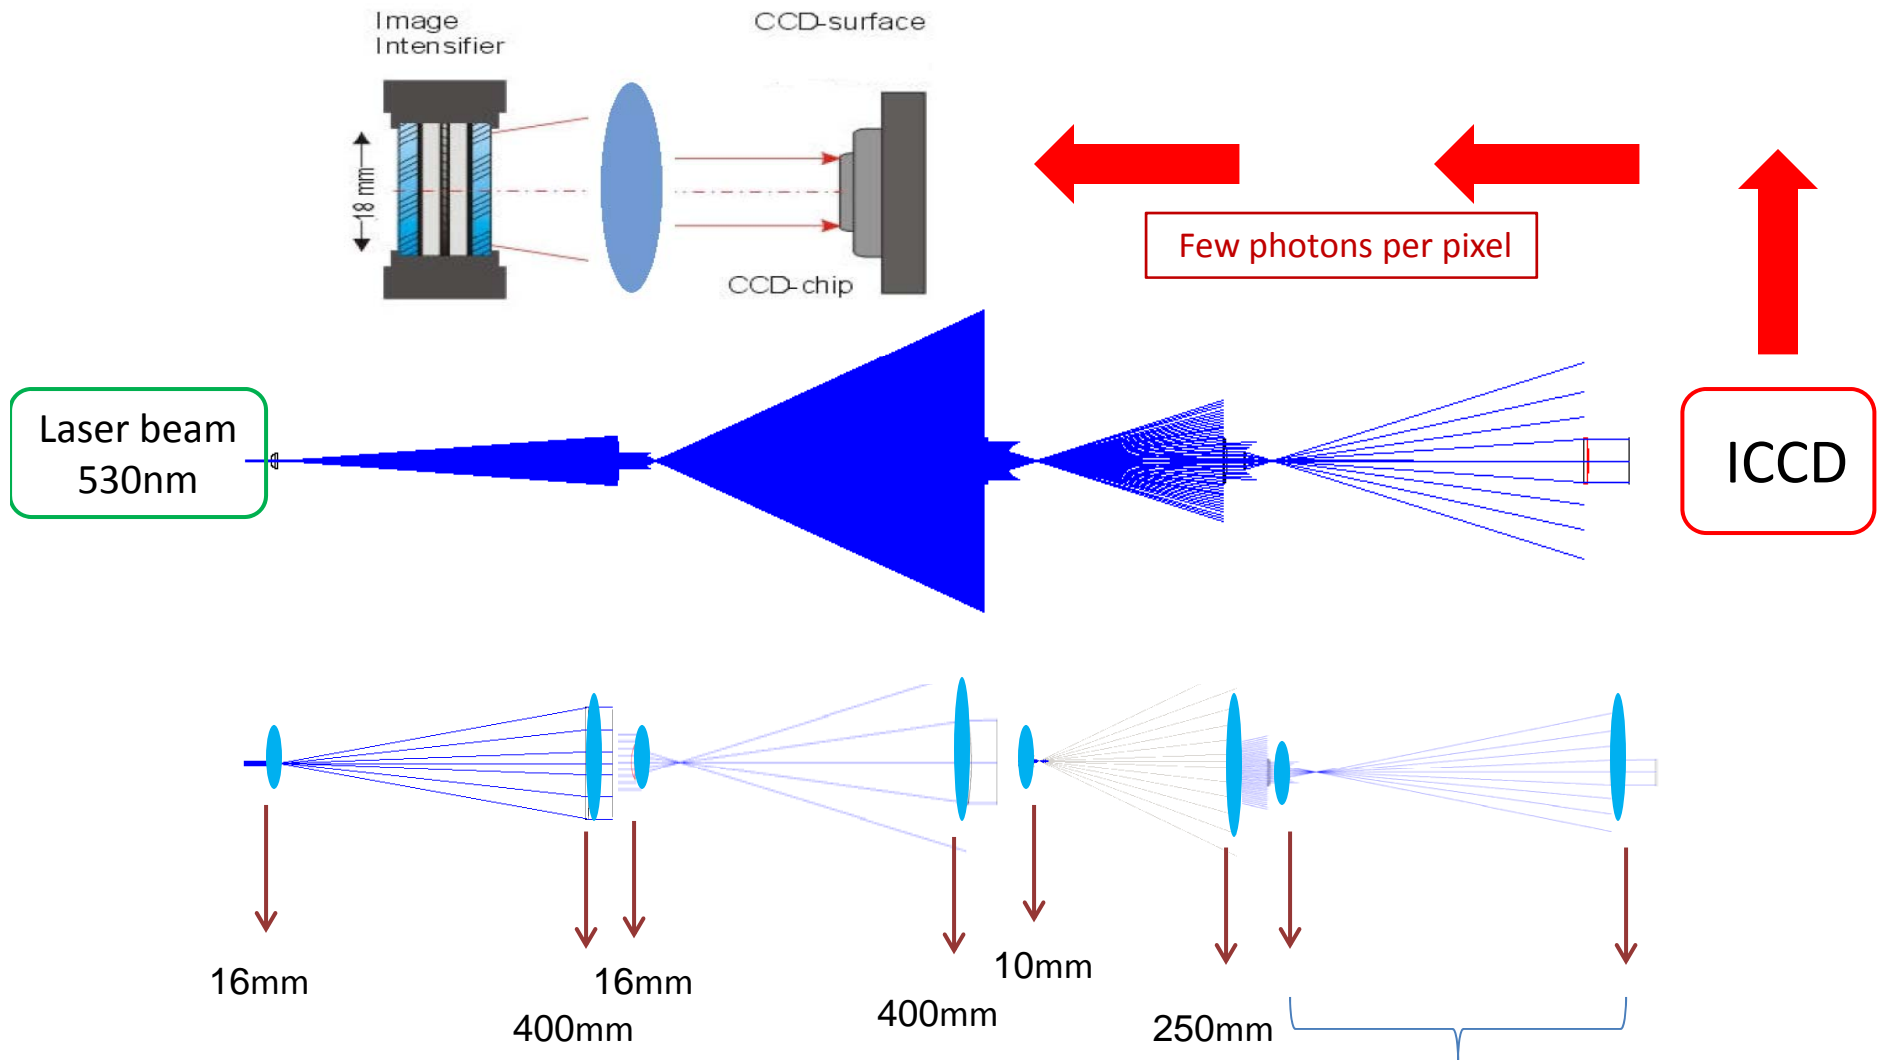 Image
Intensifier
CCD-surface
18 mm
CCD-chip
Few photons per pixel
Laser beam
530nm
ICCD
16mm
400mm
16mm
400mm
10mm
250mm